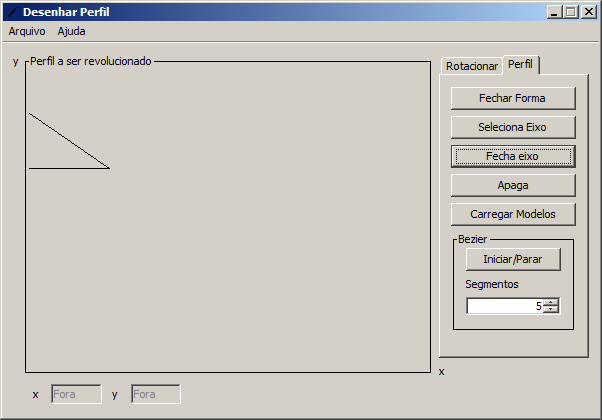 Desenhar Perfil
Arquivo Ajuda
y
Perfil a ser revolucionado
Rotacionar Perfil
Fechar Forma
Seleciona Eixo
Fecha eixo
Apaga
Carregar Modelos
Bezier
Iniciar/Parar
Segmentos
5
x
x Fora y Fora